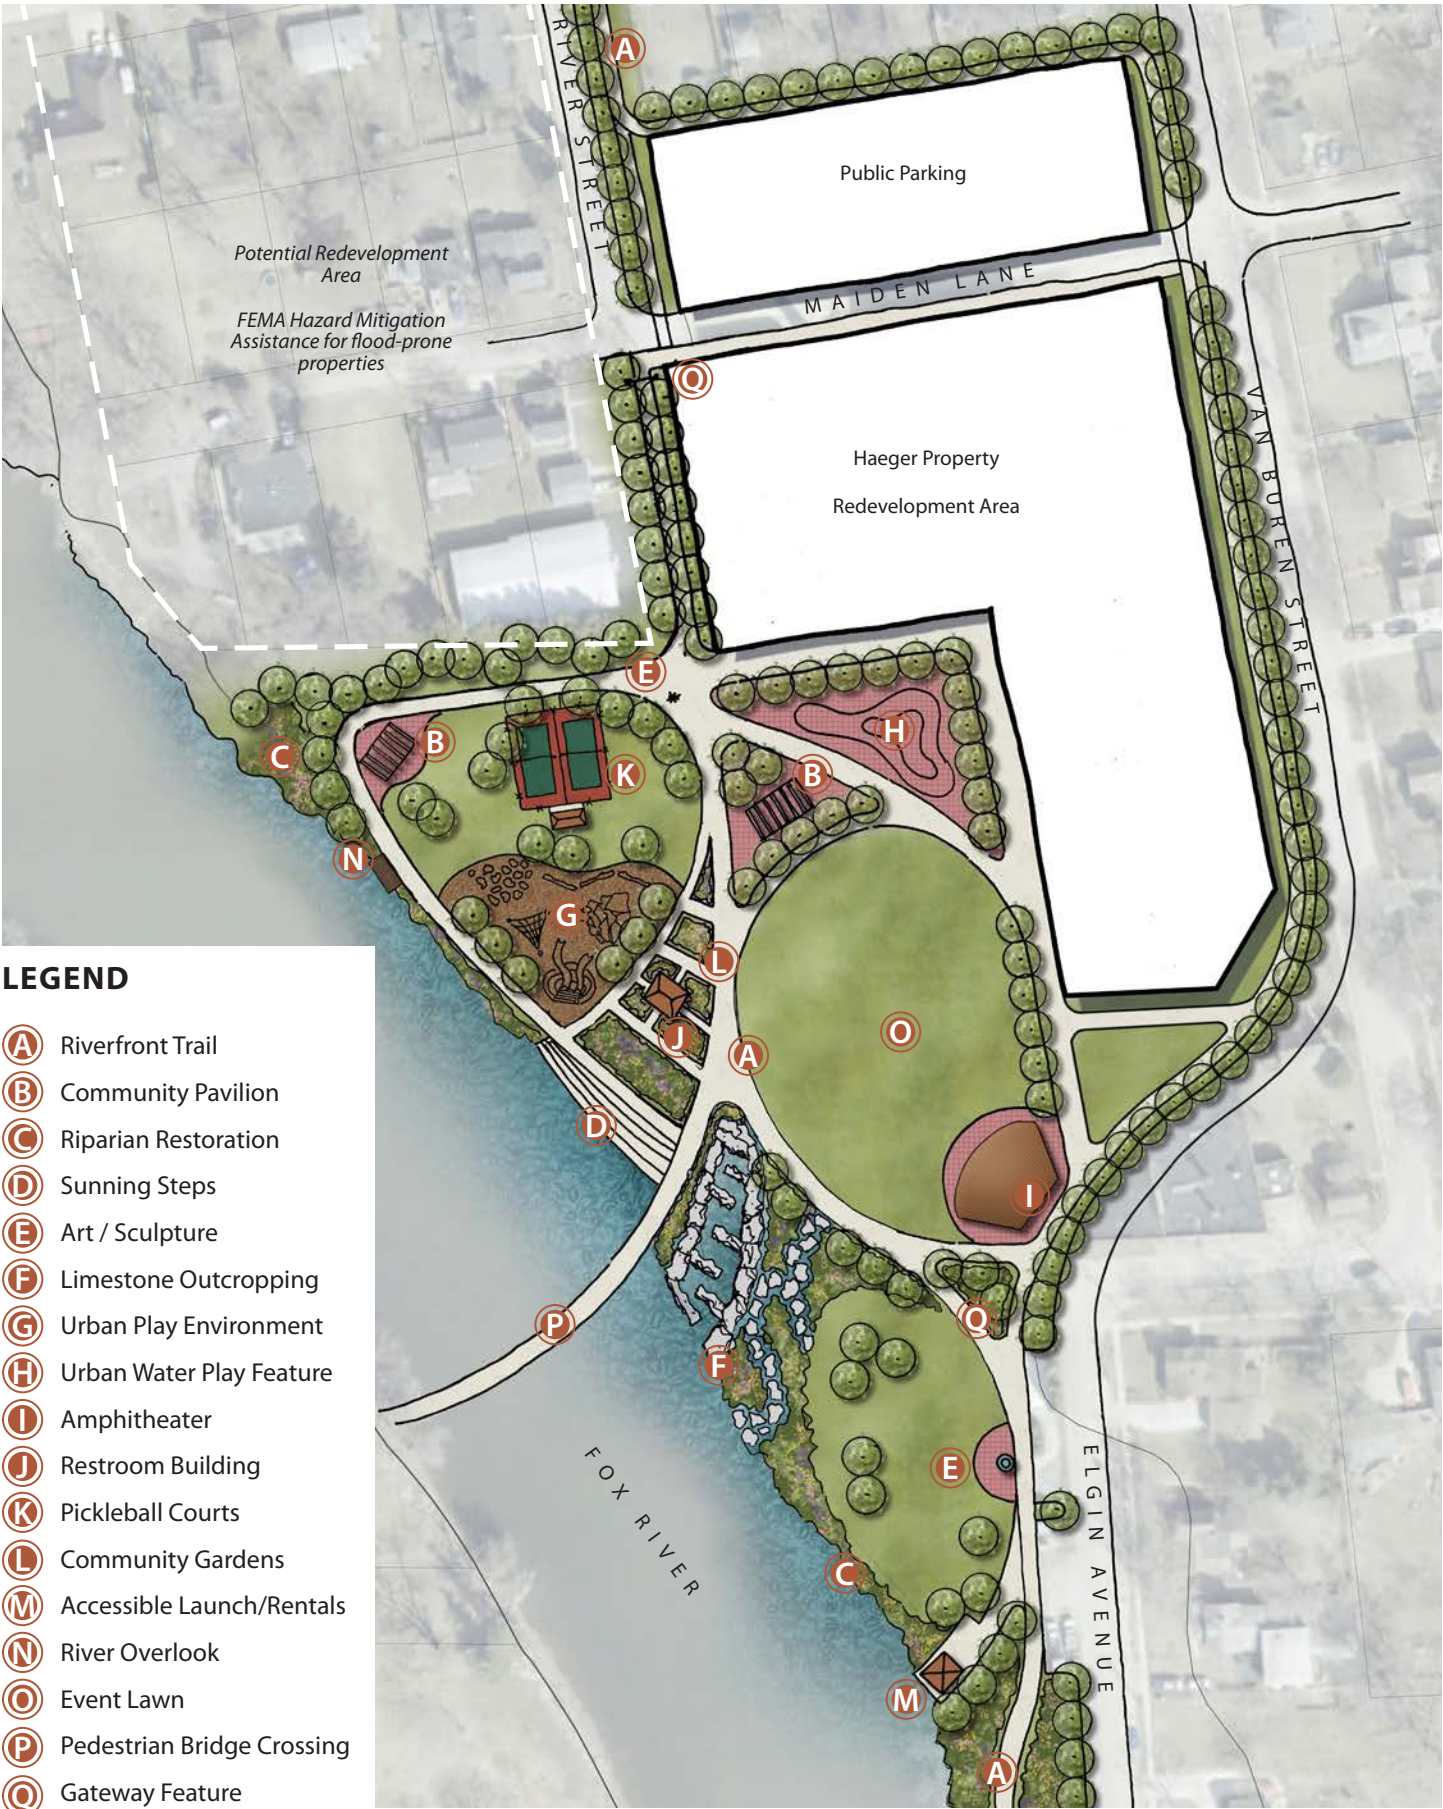 RIVER STREET
A
Public Parking
Potential Redevelopment
Area
FEMA Hazard Mitigation
Assistance for flood-prone
properties
MAIDEN LANE
Q
Haeger Property
Redevelopment Area
VAN BUREN STREET
E
C
B
K
B
H
N
G
L
J
A
O
D
I
P
F
Q
E
C
M
A
FOX RIVER
ELGIN AVENUE
LEGEND
A Riverfront Trail
B Community Pavilion
C Riparian Restoration
D Sunning Steps
E Art / Sculpture
F Limestone Outcropping
G Urban Play Environment
H Urban Water Play Feature
I Amphitheater
J Restroom Building
K Pickleball Courts
L Community Gardens
M Accessible Launch/Rentals
N River Overlook
O Event Lawn
P Pedestrian Bridge Crossing
Q Gateway Feature